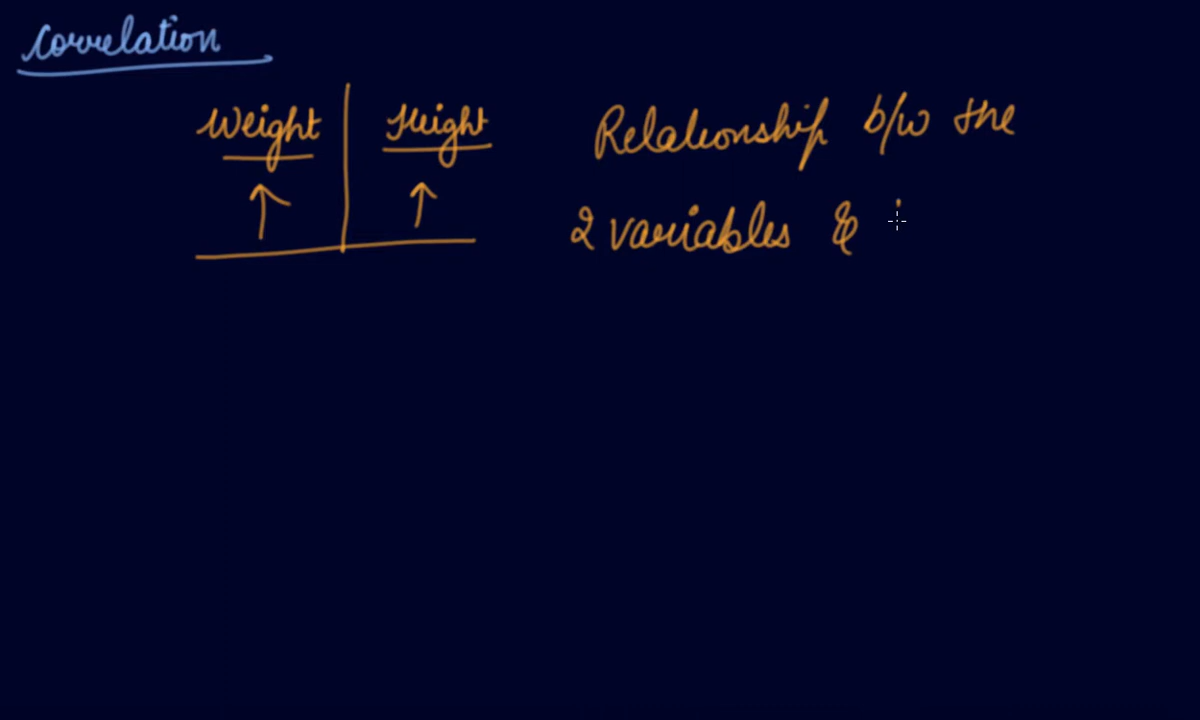 Correlation
Weight Height Relationship b/w the
↑ ↑ 2 variables &